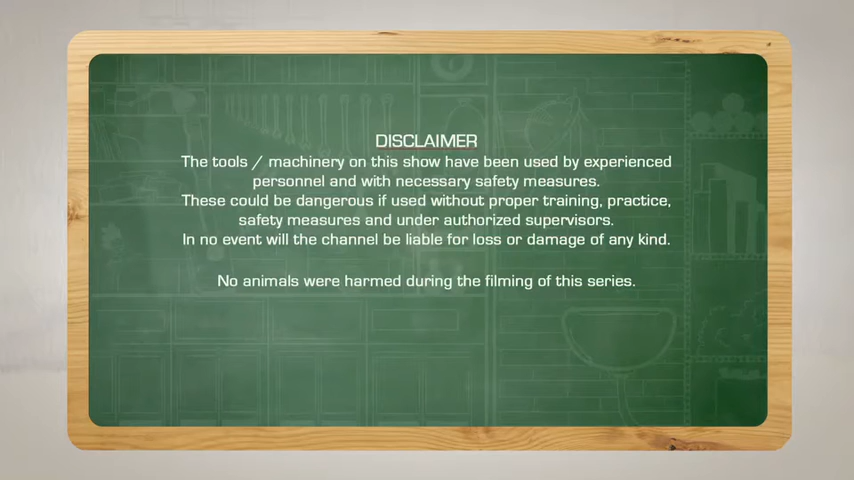 DISCLAIMER
The tools / machinery on this show have been used by experienced
personnel and with necessary safety measures.
These could be dangerous if used without proper training, practice,
safety measures and under authorized supervisors.
In no event will the channel be liable for loss or damage of any kind.
No animals were harmed during the filming of this series.